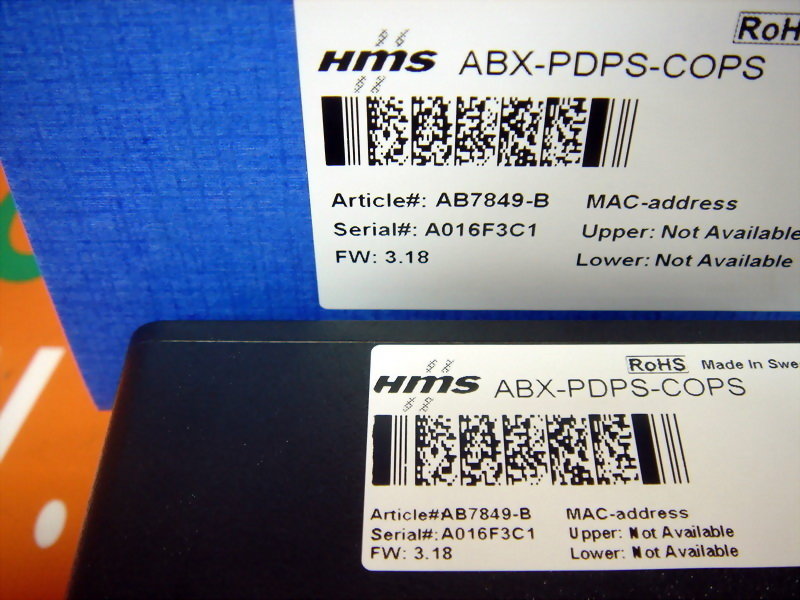 RoH
HMS ABX-PDPS-COPS
Article#: AB7849-B MAC-address
Serial#: A016F3C1 Upper: Not Available
FW: 3.18 Lower: Not Available
RoHS Made In Swe
HMS ABX-PDPS-COPS
Article#:AB7849-B MAC-address
Serial#: A016F3C1 Upper: Not Available
FW: 3.18 Lower: Not Available